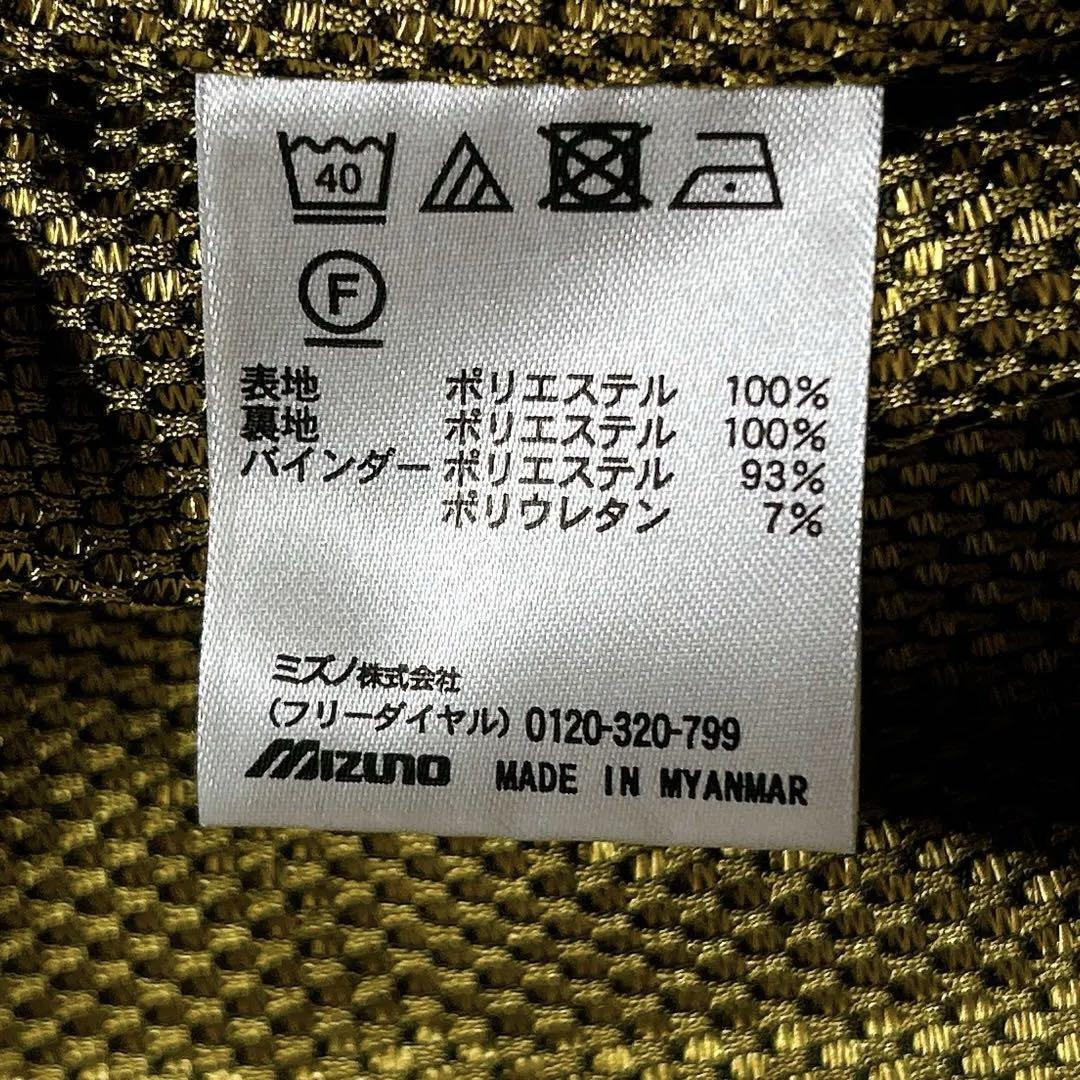 40
F
表地 ポリエステル 100%
裏地 ポリエステル 100%
バインダー ポリエステル 93%
ポリウレタン 7%
ミズノ株式会社
(フリーダイヤル) 0120-320-799
MIZUNO MADE IN MYANMAR